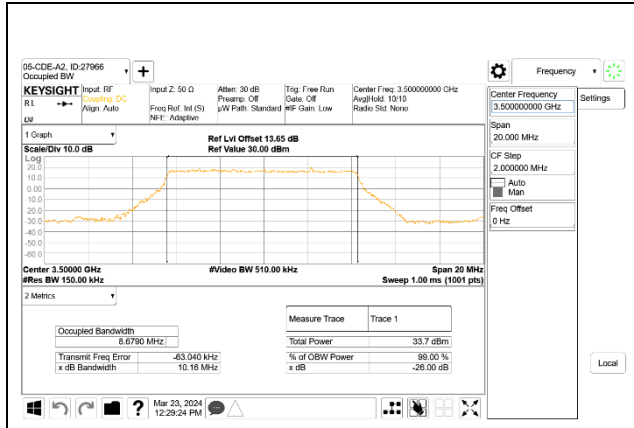 05-CDE-A2, ID:27966
Occupied BW
Frequency
KEYSIGHT
R L
Input: RF
Coupling: DC
Align: Auto
Input Z: 50 Ω
Freq Ref: Int (S)
NFE: Adaptive
Atten: 30 dB
Preamp: Off
µW Path: Standard
Trig: Free Run
Gate: Off
#IF Gain: Low
Center Freq: 3.500000000 GHz
Avg|Hold: 10/10
Radio Std: None
Center Frequency
3.500000000 GHz
Settings
Span
20.000 MHz
CF Step
2.000000 MHz
Auto
Man
Freq Offset
0 Hz
Local
1 Graph
Scale/Div 10.0 dB
Ref Lvl Offset 13.65 dB
Ref Value 30.00 dBm
Log
20.0
10.0
0.00
-10.0
-20.0
-30.0
-40.0
-50.0
-60.0
Center 3.50000 GHz
#Video BW 510.00 kHz
Span 20 MHz
#Res BW 150.00 kHz
Sweep 1.00 ms (1001 pts)
2 Metrics
Measure Trace
Trace 1
Occupied Bandwidth
8.6790 MHz
Total Power
33.7 dBm
Transmit Freq Error
-63.040 kHz
% of OBW Power
99.00 %
x dB Bandwidth
10.16 MHz
x dB
-26.00 dB
Mar 23, 2024
12:29:24 PM